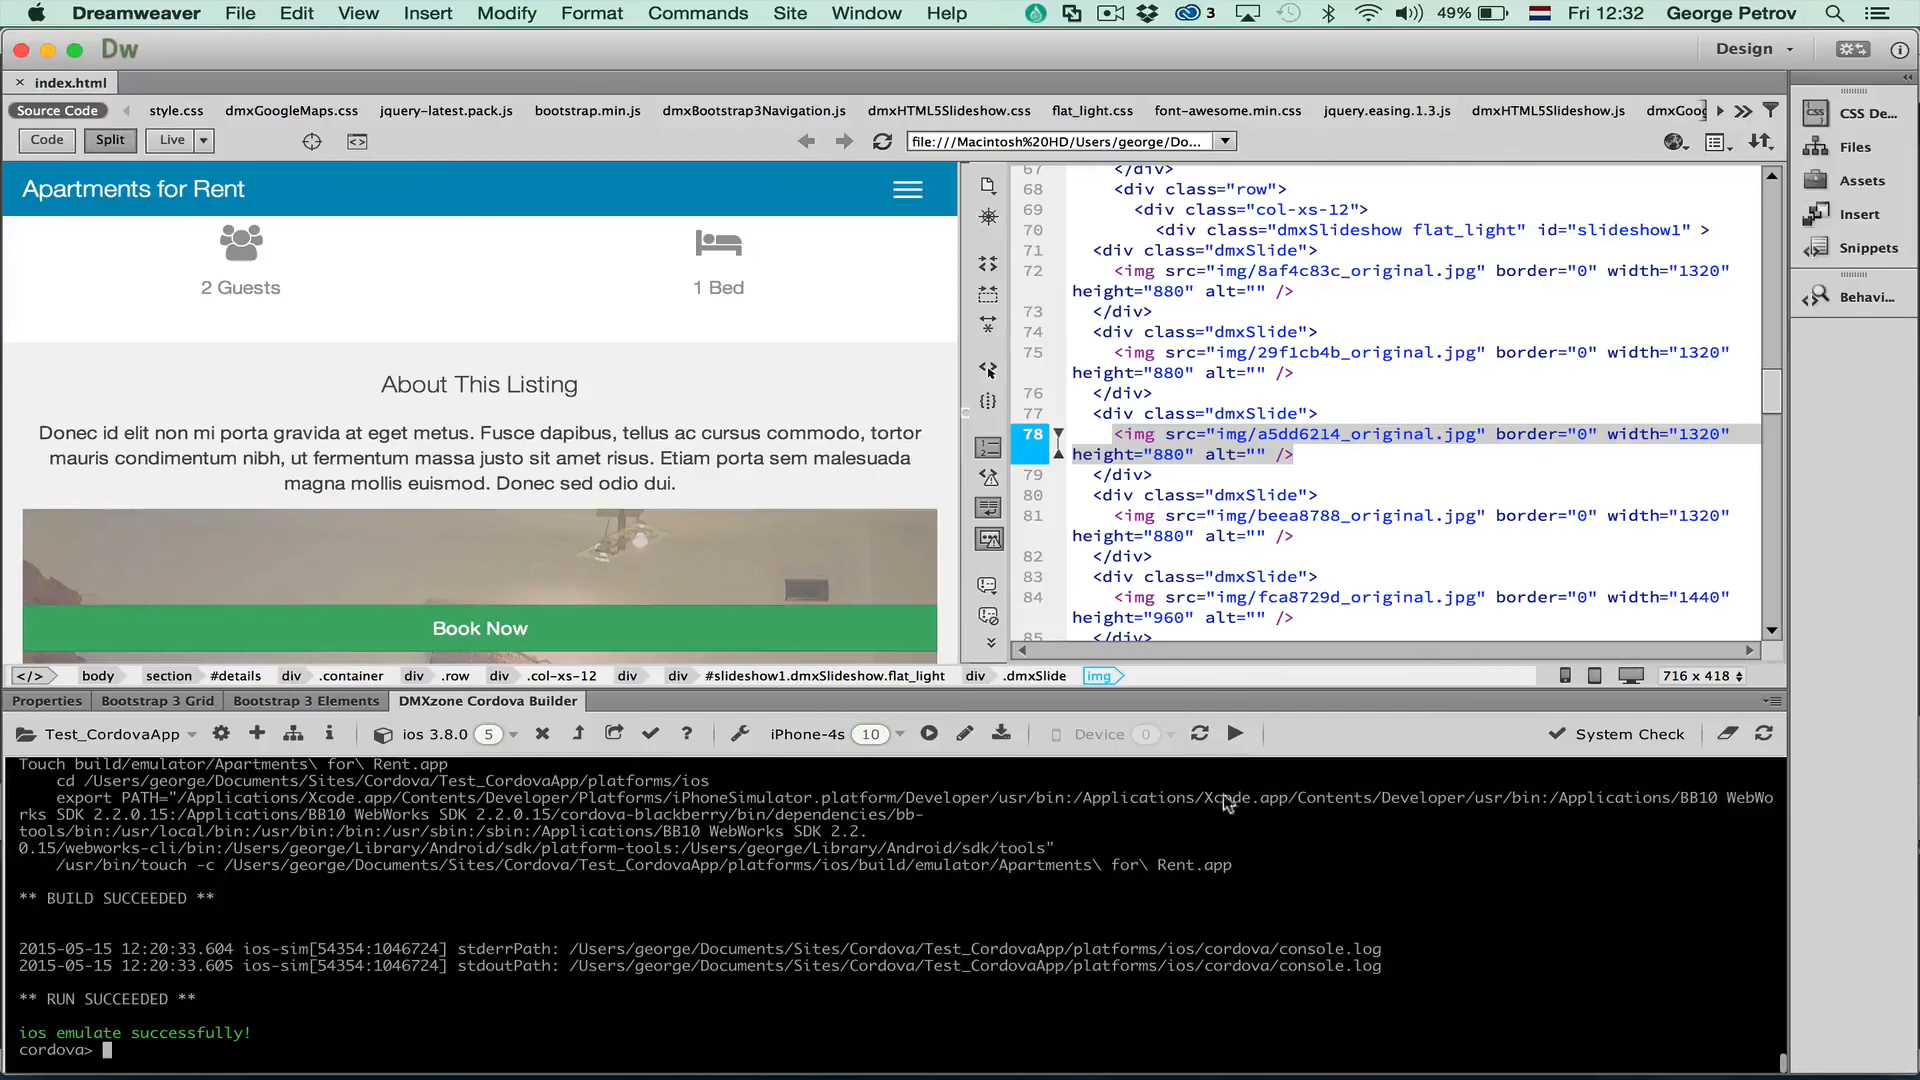 Dreamweaver File Edit View Insert Modify Format Commands Site Window Help 3 49% Fri 12:32 George Petrov
Dw Design
× index.html
Source Code style.css dmxGoogleMaps.css jquery-latest.pack.js bootstrap.min.js dmxBootstrap3Navigation.js dmxHTML5Slideshow.css flat_light.css font-awesome.min.css jquery.easing.1.3.js dmxHTML5Slideshow.js dmxGoog
Code Split Live file:///Macintosh%20HD/Users/george/Do...
CSS De...
Files
Assets
Insert
Snippets
Behavi...
Apartments for Rent
2 Guests 1 Bed
About This Listing
Donec id elit non mi porta gravida at eget metus. Fusce dapibus, tellus ac cursus commodo, tortor
mauris condimentum nibh, ut fermentum massa justo sit amet risus. Etiam porta sem malesuada
magna mollis euismod. Donec sed odio dui.
Book Now
67 </div>
68 <div class="row">
69 <div class="col-xs-12">
70 <div class="dmxSlideshow flat_light" id="slideshow1" >
71 <div class="dmxSlide">
72 <img src="img/8af4c83c_original.jpg" border="0" width="1320"
height="880" alt="" />
73 </div>
74 <div class="dmxSlide">
75 <img src="img/29f1cb4b_original.jpg" border="0" width="1320"
height="880" alt="" />
76 </div>
77 <div class="dmxSlide">
78 <img src="img/a5dd6214_original.jpg" border="0" width="1320"
height="880" alt="" />
79 </div>
80 <div class="dmxSlide">
81 <img src="img/beea8788_original.jpg" border="0" width="1320"
height="880" alt="" />
82 </div>
83 <div class="dmxSlide">
84 <img src="img/fca8729d_original.jpg" border="0" width="1440"
height="960" alt="" />
85 </div>
</> body section #details div .container div .row div .col-xs-12 div div #slideshow1.dmxSlideshow.flat_light div .dmxSlide img 716 x 418
Properties Bootstrap 3 Grid Bootstrap 3 Elements DMXzone Cordova Builder
Test_CordovaApp ios 3.8.0 5 iPhone-4s 10 Device 0 System Check
Touch build/emulator/Apartments\ for\ Rent.app
cd /Users/george/Documents/Sites/Cordova/Test_CordovaApp/platforms/ios
export PATH="/Applications/Xcode.app/Contents/Developer/Platforms/iPhoneSimulator.platform/Developer/usr/bin:/Applications/Xcode.app/Contents/Developer/usr/bin:/Applications/BB10 WebWo
rks SDK 2.2.0.15:/Applications/BB10 WebWorks SDK 2.2.0.15/cordova-blackberry/bin/dependencies/bb-
tools/bin:/usr/local/bin:/usr/bin:/bin:/usr/sbin:/sbin:/Applications/BB10 WebWorks SDK 2.2.
0.15/webworks-cli/bin:/Users/george/Library/Android/sdk/platform-tools:/Users/george/Library/Android/sdk/tools"
/usr/bin/touch -c /Users/george/Documents/Sites/Cordova/Test_CordovaApp/platforms/ios/build/emulator/Apartments\ for\ Rent.app
** BUILD SUCCEEDED **
2015-05-15 12:20:33.604 ios-sim[54354:1046724] stderrPath: /Users/george/Documents/Sites/Cordova/Test_CordovaApp/platforms/ios/cordova/console.log
2015-05-15 12:20:33.605 ios-sim[54354:1046724] stdoutPath: /Users/george/Documents/Sites/Cordova/Test_CordovaApp/platforms/ios/cordova/console.log
** RUN SUCCEEDED **
ios emulate successfully!
cordova>